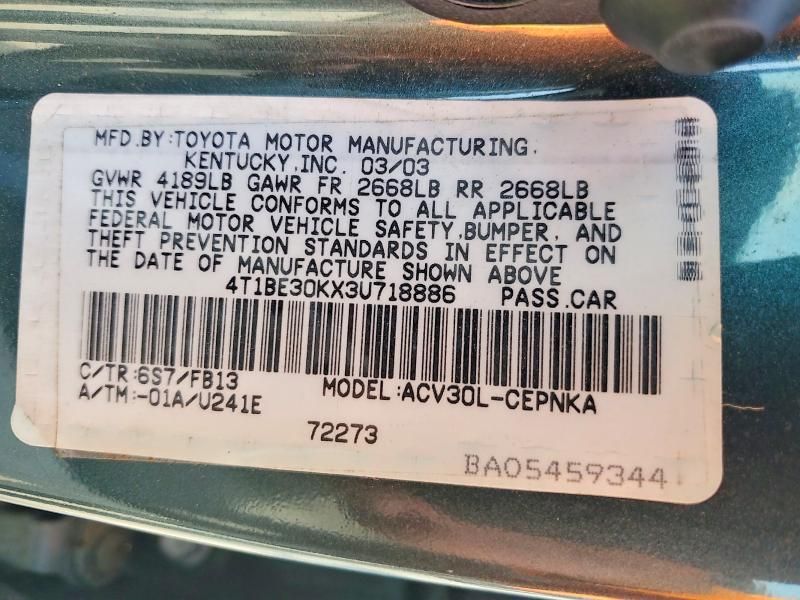 MFD.BY:TOYOTA MOTOR MANUFACTURING,
KENTUCKY,INC. 03/03
GVWR 4189LB GAWR FR 2668LB RR 2668LB
THIS VEHICLE CONFORMS TO ALL APPLICABLE
FEDERAL MOTOR VEHICLE SAFETY,BUMPER, AND
THEFT PREVENTION STANDARDS IN EFFECT ON
THE DATE OF MANUFACTURE SHOWN ABOVE
4T1BE30KX3U718886 PASS.CAR
C/TR:6S7/FB13 MODEL:ACV30L-CEPNKA
A/TM:-01A/U241E
72273
BA05459344